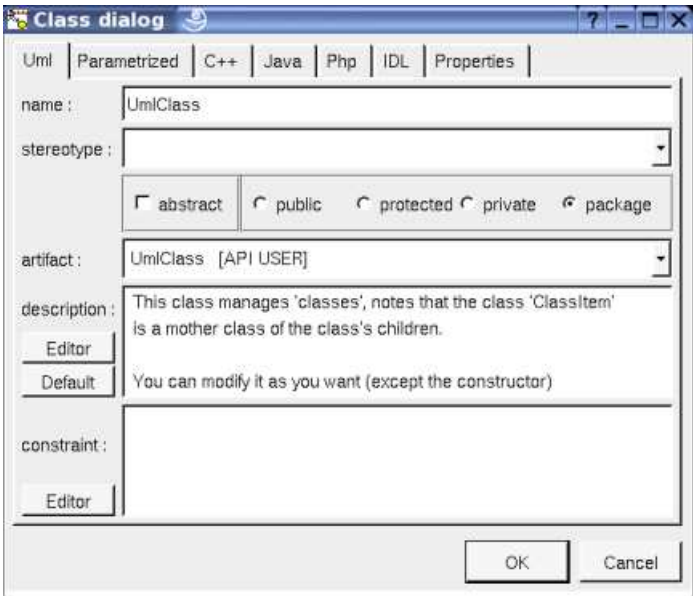 Class dialog
?
Uml Parametrized C++ Java Php IDL Properties
name : UmlClass
stereotype :
abstract public protected private package
artifact : UmlClass [API USER]
description : This class manages 'classes', notes that the class 'ClassItem'
is a mother class of the class's children.
Editor
Default You can modify it as you want (except the constructor)
constraint :
Editor
OK Cancel